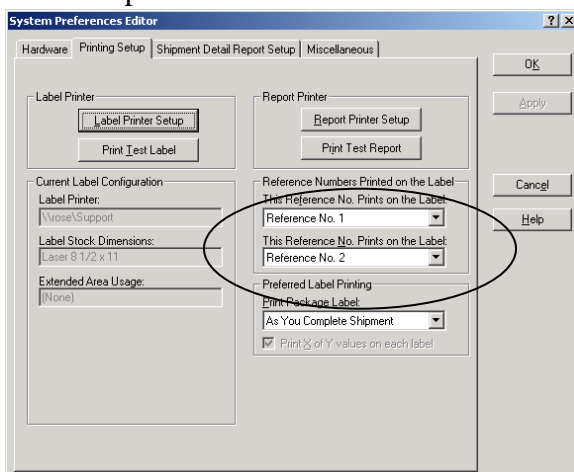 System Preferences Editor
Hardware
Printing Setup
Shipment Detail Report Setup
Miscellaneous
OK
Apply
Cancel
Help
Label Printer
Label Printer Setup
Print Test Label
Report Printer
Report Printer Setup
Print Test Report
Current Label Configuration
Label Printer:
\\rose\Support
Label Stock Dimensions:
Laser 8 1/2 x 11
Extended Area Usage:
(None)
Reference Numbers Printed on the Label
This Reference No. Prints on the Label:
Reference No. 1
This Reference No. Prints on the Label:
Reference No. 2
Preferred Label Printing
Print Package Label:
As You Complete Shipment
Print X of Y values on each label